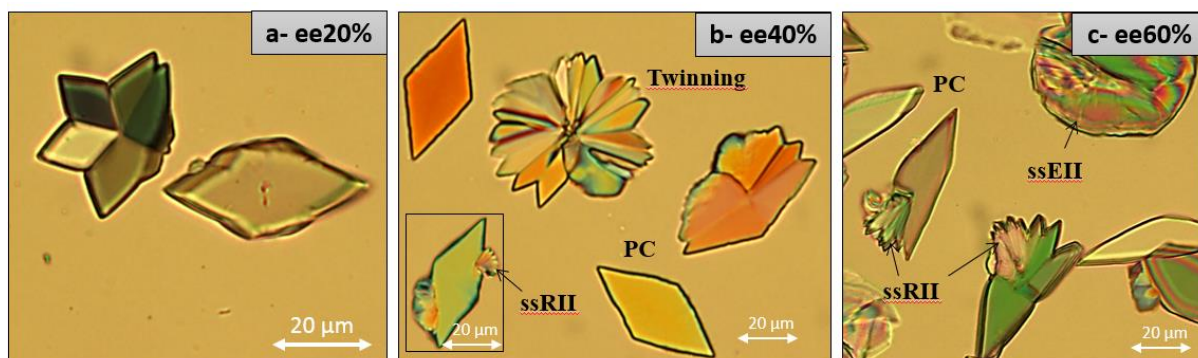 a- ee20%
20 µm
b- ee40%
Twinning
PC
ssRII
20 µm
20 µm
c- ee60%
PC
ssEII
ssRII
20 µm